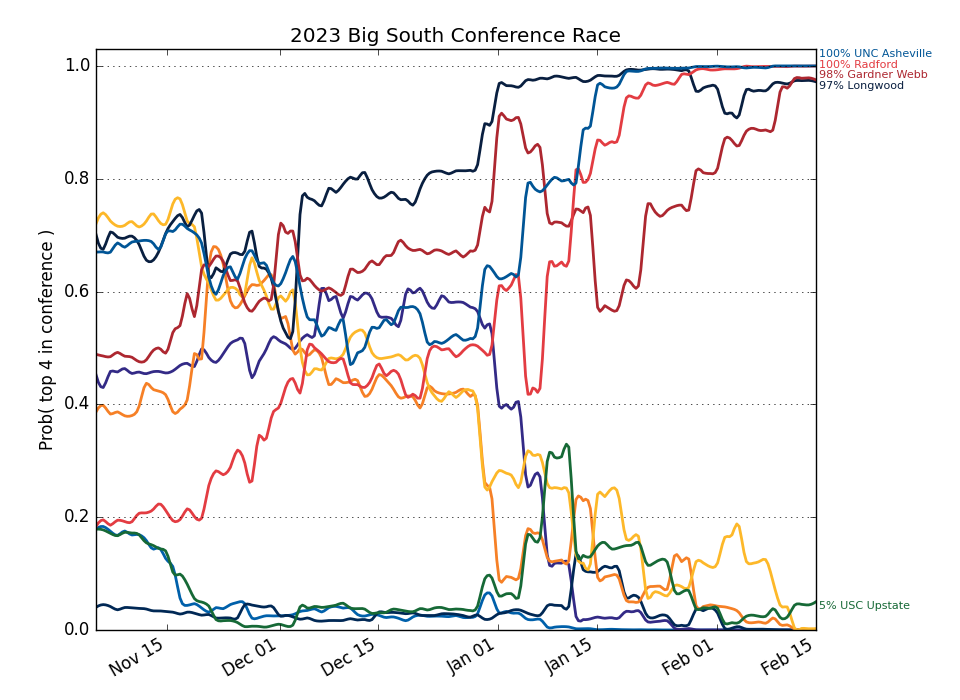 2023 Big South Conference Race
100% UNC Asheville
100% Radford
98% Gardner Webb
97% Longwood
5% USC Upstate
Prob( top 4 in conference )
1.0
0.8
0.6
0.4
0.2
0.0
Nov 15
Dec 01
Dec 15
Jan 01
Jan 15
Feb 01
Feb 15